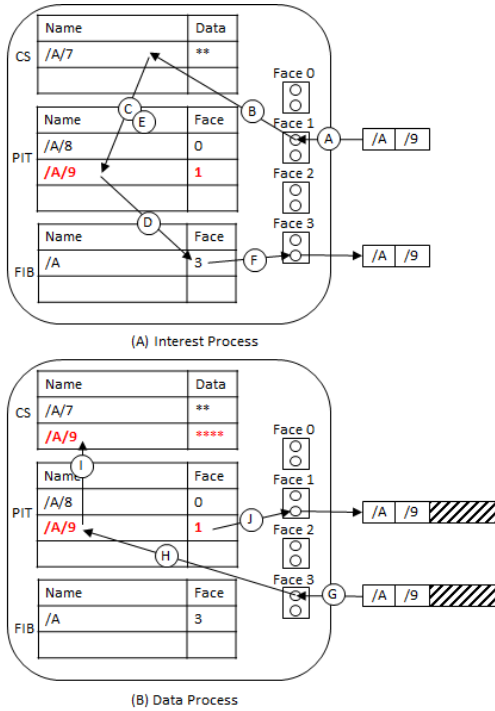 Name Data
CS /A/7 **
Face 0
C B
E
Name Face Face 1 A /A /9
/A/8 0
PIT
/A/9 1 Face 2
D Face 3
Name Face
/A 3 F /A /9
FIB
(A) Interest Process
Name Data
/A/7 **
CS
/A/9 **** Face 0
I
Name Face Face 1
/A/8 0
PIT
/A/9 1 J /A /9
Face 2
H
Name Face Face 3 G /A /9
/A 3
FIB
(B) Data Process